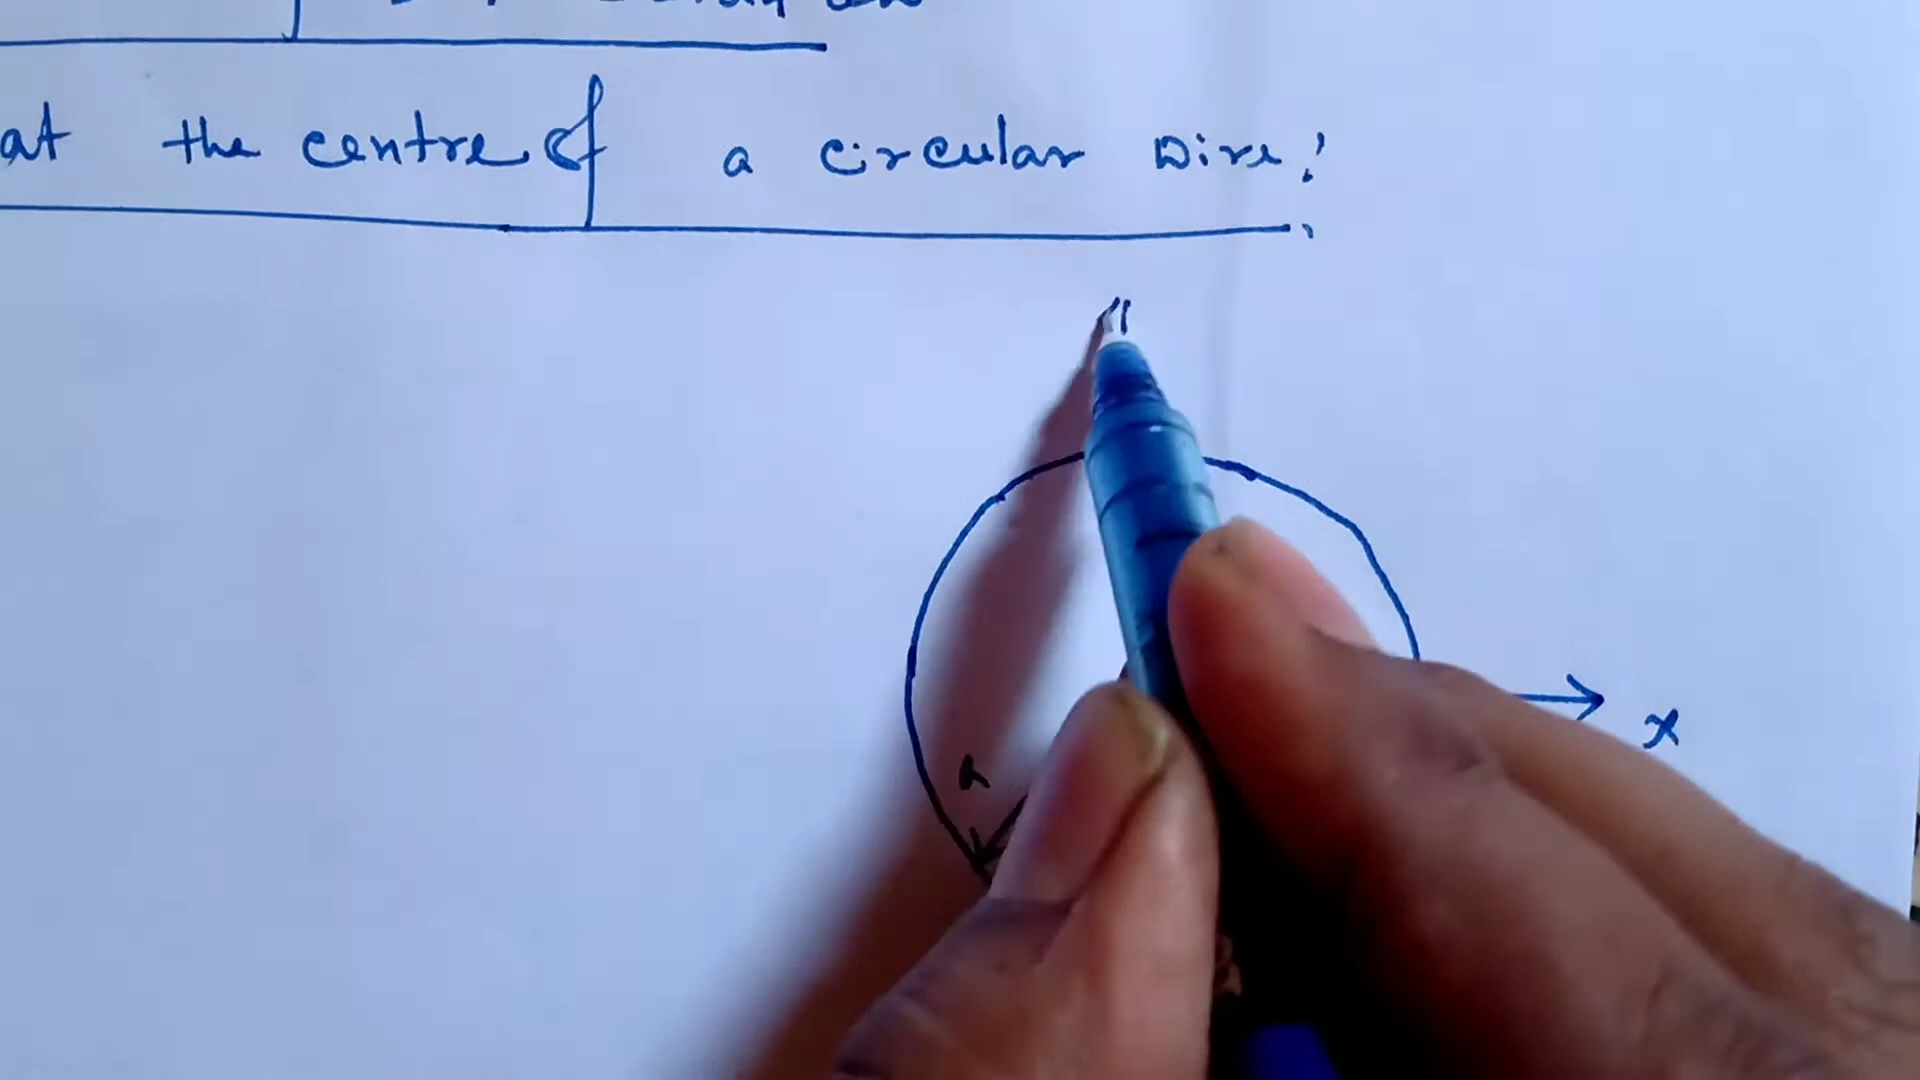 at the centre of a circular wire:
x
a